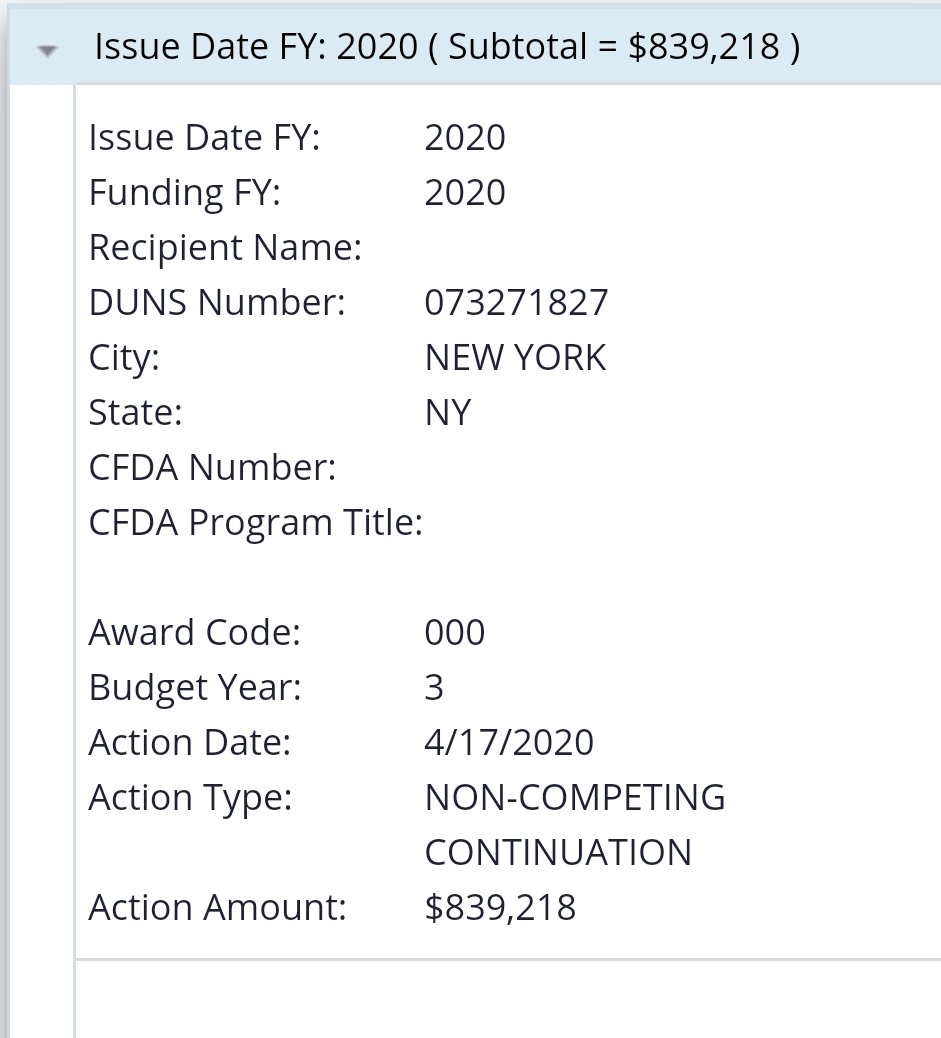 Issue Date FY: 2020 ( Subtotal = $839,218 )
Issue Date FY: 2020
Funding FY: 2020
Recipient Name:
DUNS Number: 073271827
City: NEW YORK
State: NY
CFDA Number:
CFDA Program Title:
Award Code: 000
Budget Year: 3
Action Date: 4/17/2020
Action Type: NON-COMPETING
CONTINUATION
Action Amount: $839,218